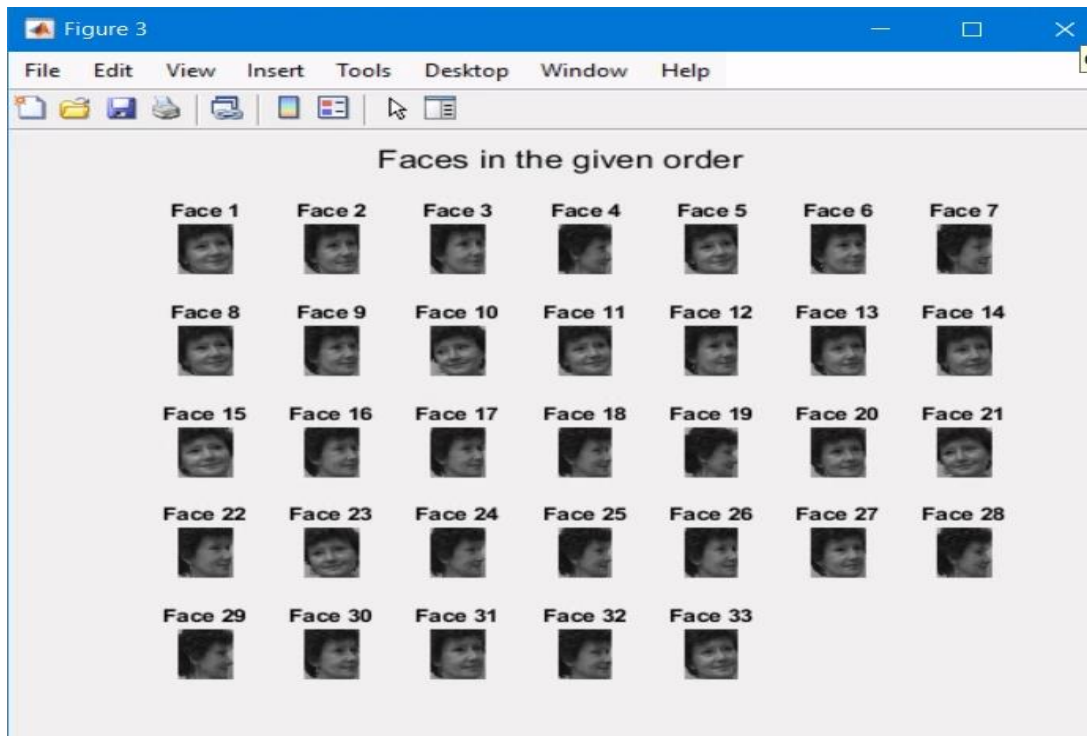 Figure 3
File Edit View Insert Tools Desktop Window Help
Faces in the given order
Face 1 Face 2 Face 3 Face 4 Face 5 Face 6 Face 7
Face 8 Face 9 Face 10 Face 11 Face 12 Face 13 Face 14
Face 15 Face 16 Face 17 Face 18 Face 19 Face 20 Face 21
Face 22 Face 23 Face 24 Face 25 Face 26 Face 27 Face 28
Face 29 Face 30 Face 31 Face 32 Face 33